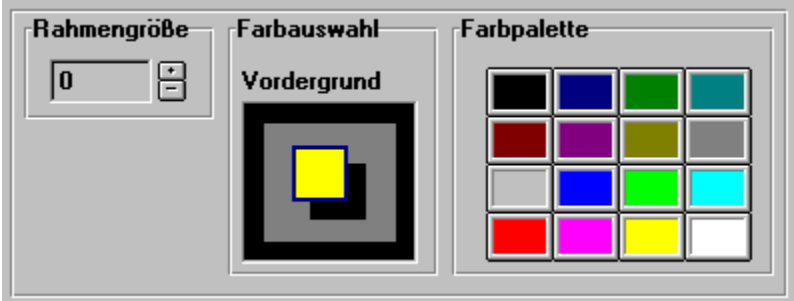 Rahmengröße
Farbauswahl
Farbpalette
0
+
−
Vordergrund